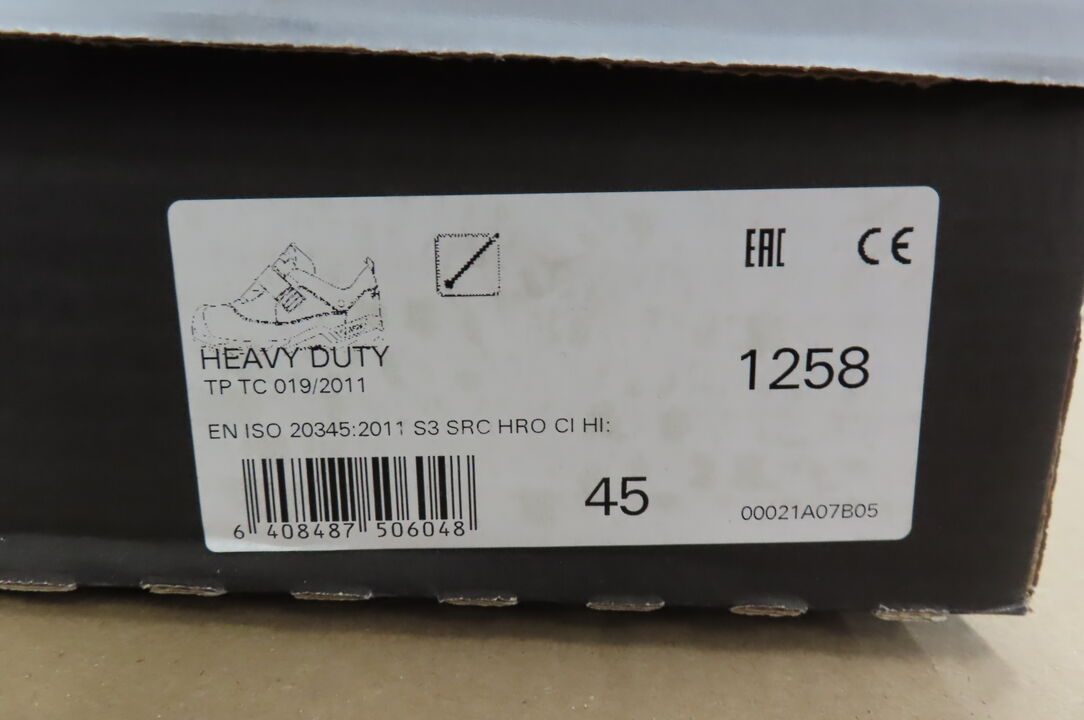 EAC CE
HEAVY DUTY
TP TC 019/2011
1258
EN ISO 20345:2011 S3 SRC HRO CI HI:
45
00021A07B05
6 408487 506048